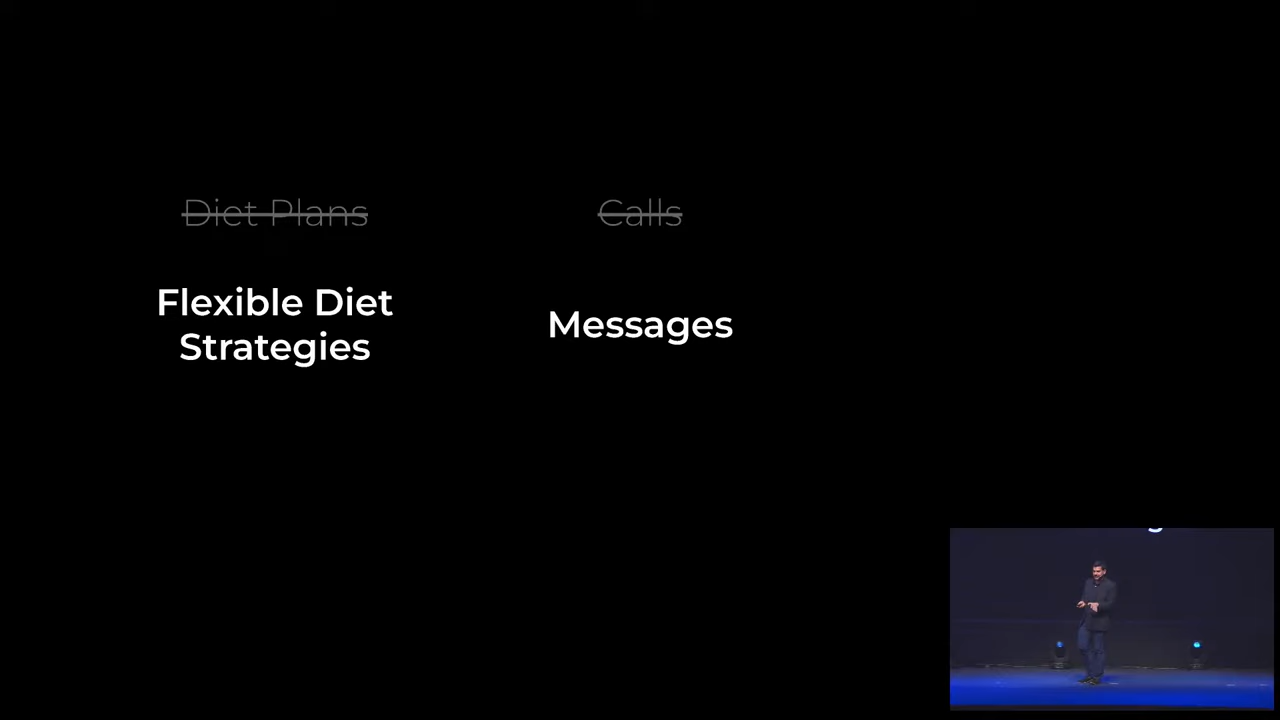 Diet Plans
Calls
Flexible Diet
Strategies
Messages